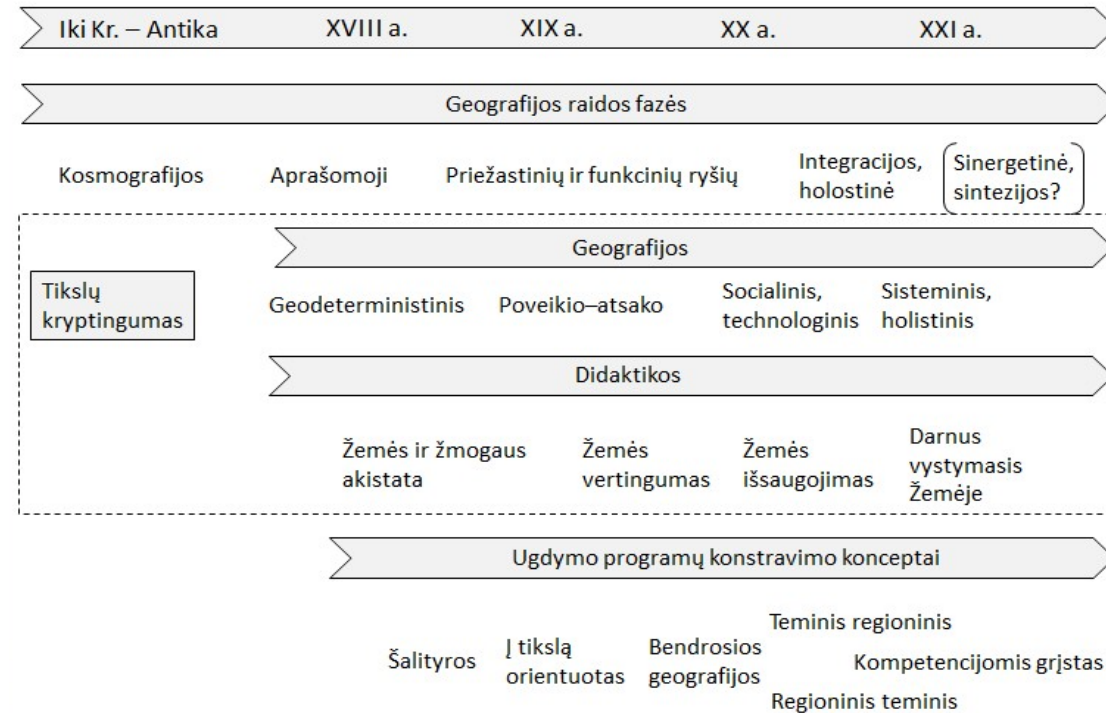 Iki Kr. – Antika XVIII a. XIX a. XX a. XXI a.
Geografijos raidos fazės
Kosmografijos Aprašomoji Priežastinių ir funkcinių ryšių Integracijos, Sinergetinė,
holostinė sintezijos?
Geografijos
Tikslų
kryptingumas
Geodeterministinis Poveikio–atsako Socialinis, Sisteminis,
technologinis holistinis
Didaktikos
Žemės ir žmogaus
akistata
Žemės
vertingumas
Žemės
išsaugojimas
Darnus
vystymasis
Žemėje
Ugdymo programų konstravimo konceptai
Šalityros
Į tikslą
orientuotas
Bendrosios
geografijos
Teminis regioninis
Kompetencijomis grįstas
Regioninis teminis